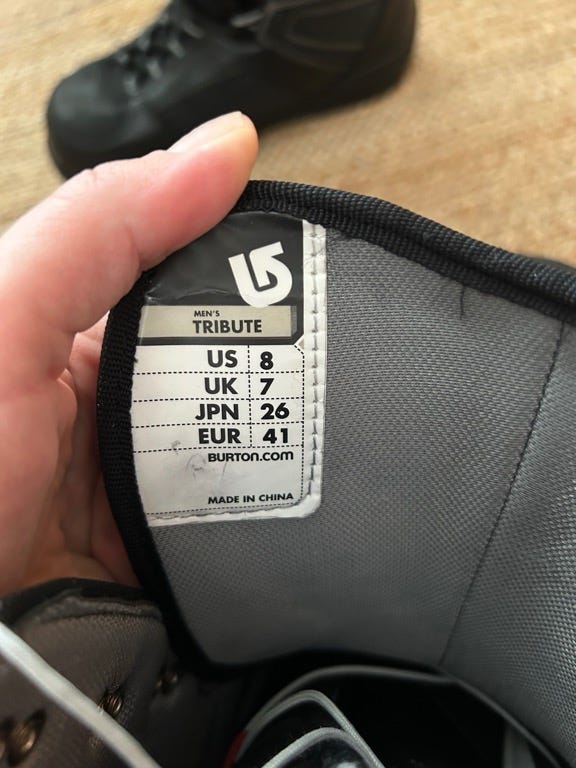 MEN'S
TRIBUTE
US 8
UK 7
JPN 26
EUR 41
BURTON.COM
MADE IN CHINA